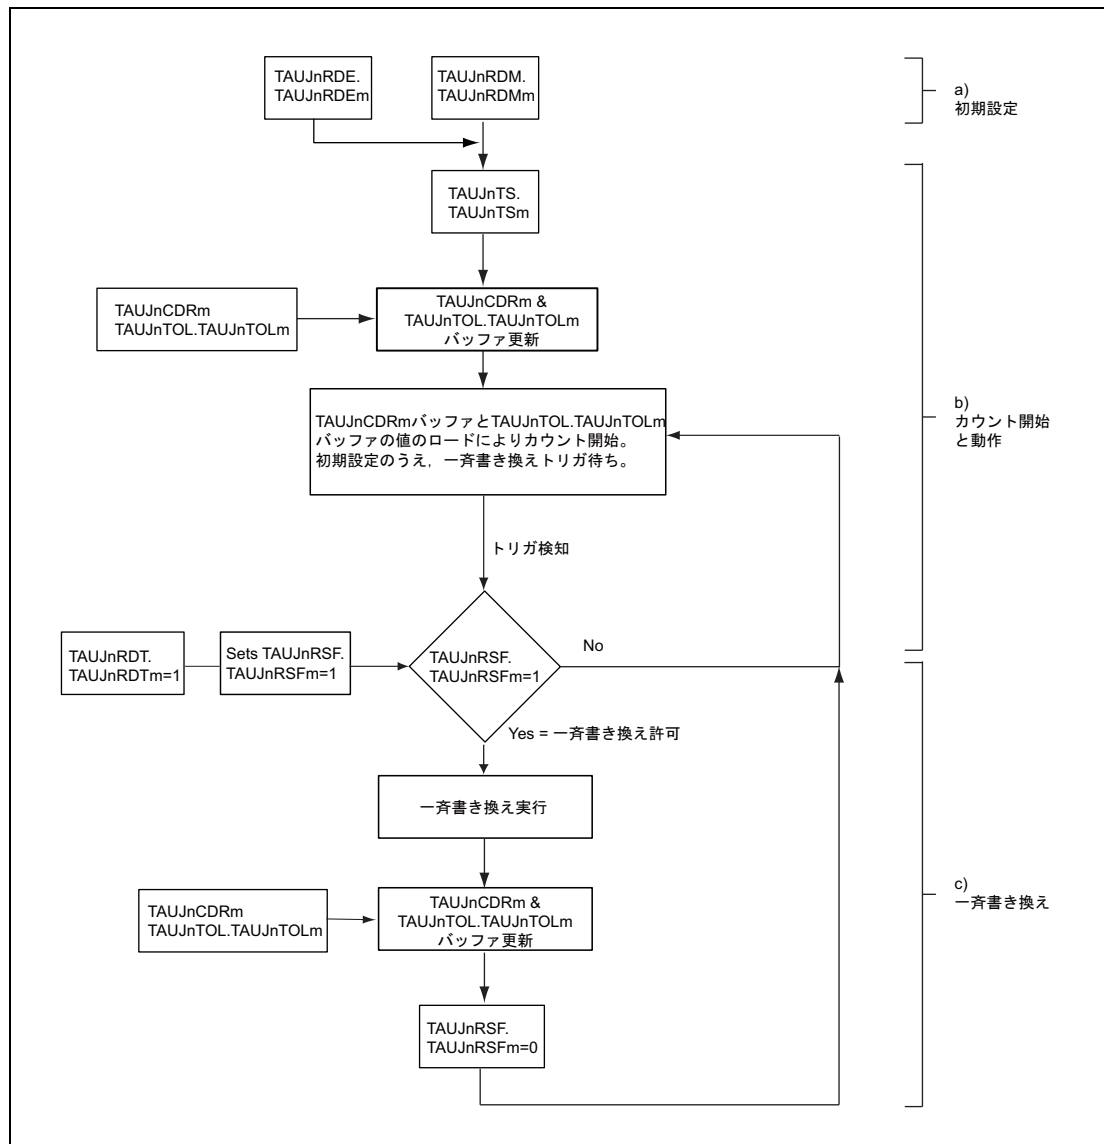 TAUJnRDE.
TAUJnRDEm
TAUJnRDM.
TAUJnRDMm
a)
初期設定
TAUJnTS.
TAUJnTSm
TAUJnCDRm
TAUJnTOL.TAUJnTOLm
TAUJnCDRm &
TAUJnTOL.TAUJnTOLm
バッファ更新
TAUJnCDRmバッファとTAUJnTOL.TAUJnTOLm
バッファの値のロードによりカウント開始。
初期設定のうえ，一斉書き換えトリガ待ち。
b)
カウント開始
と動作
トリガ検知
TAUJnRDT.
TAUJnRDTm=1
Sets TAUJnRSF.
TAUJnRSFm=1
TAUJnRSF.
TAUJnRSFm=1
No
Yes = 一斉書き換え許可
一斉書き換え実行
TAUJnCDRm
TAUJnTOL.TAUJnTOLm
TAUJnCDRm &
TAUJnTOL.TAUJnTOLm
バッファ更新
c)
一斉書き換え
TAUJnRSF.
TAUJnRSFm=0